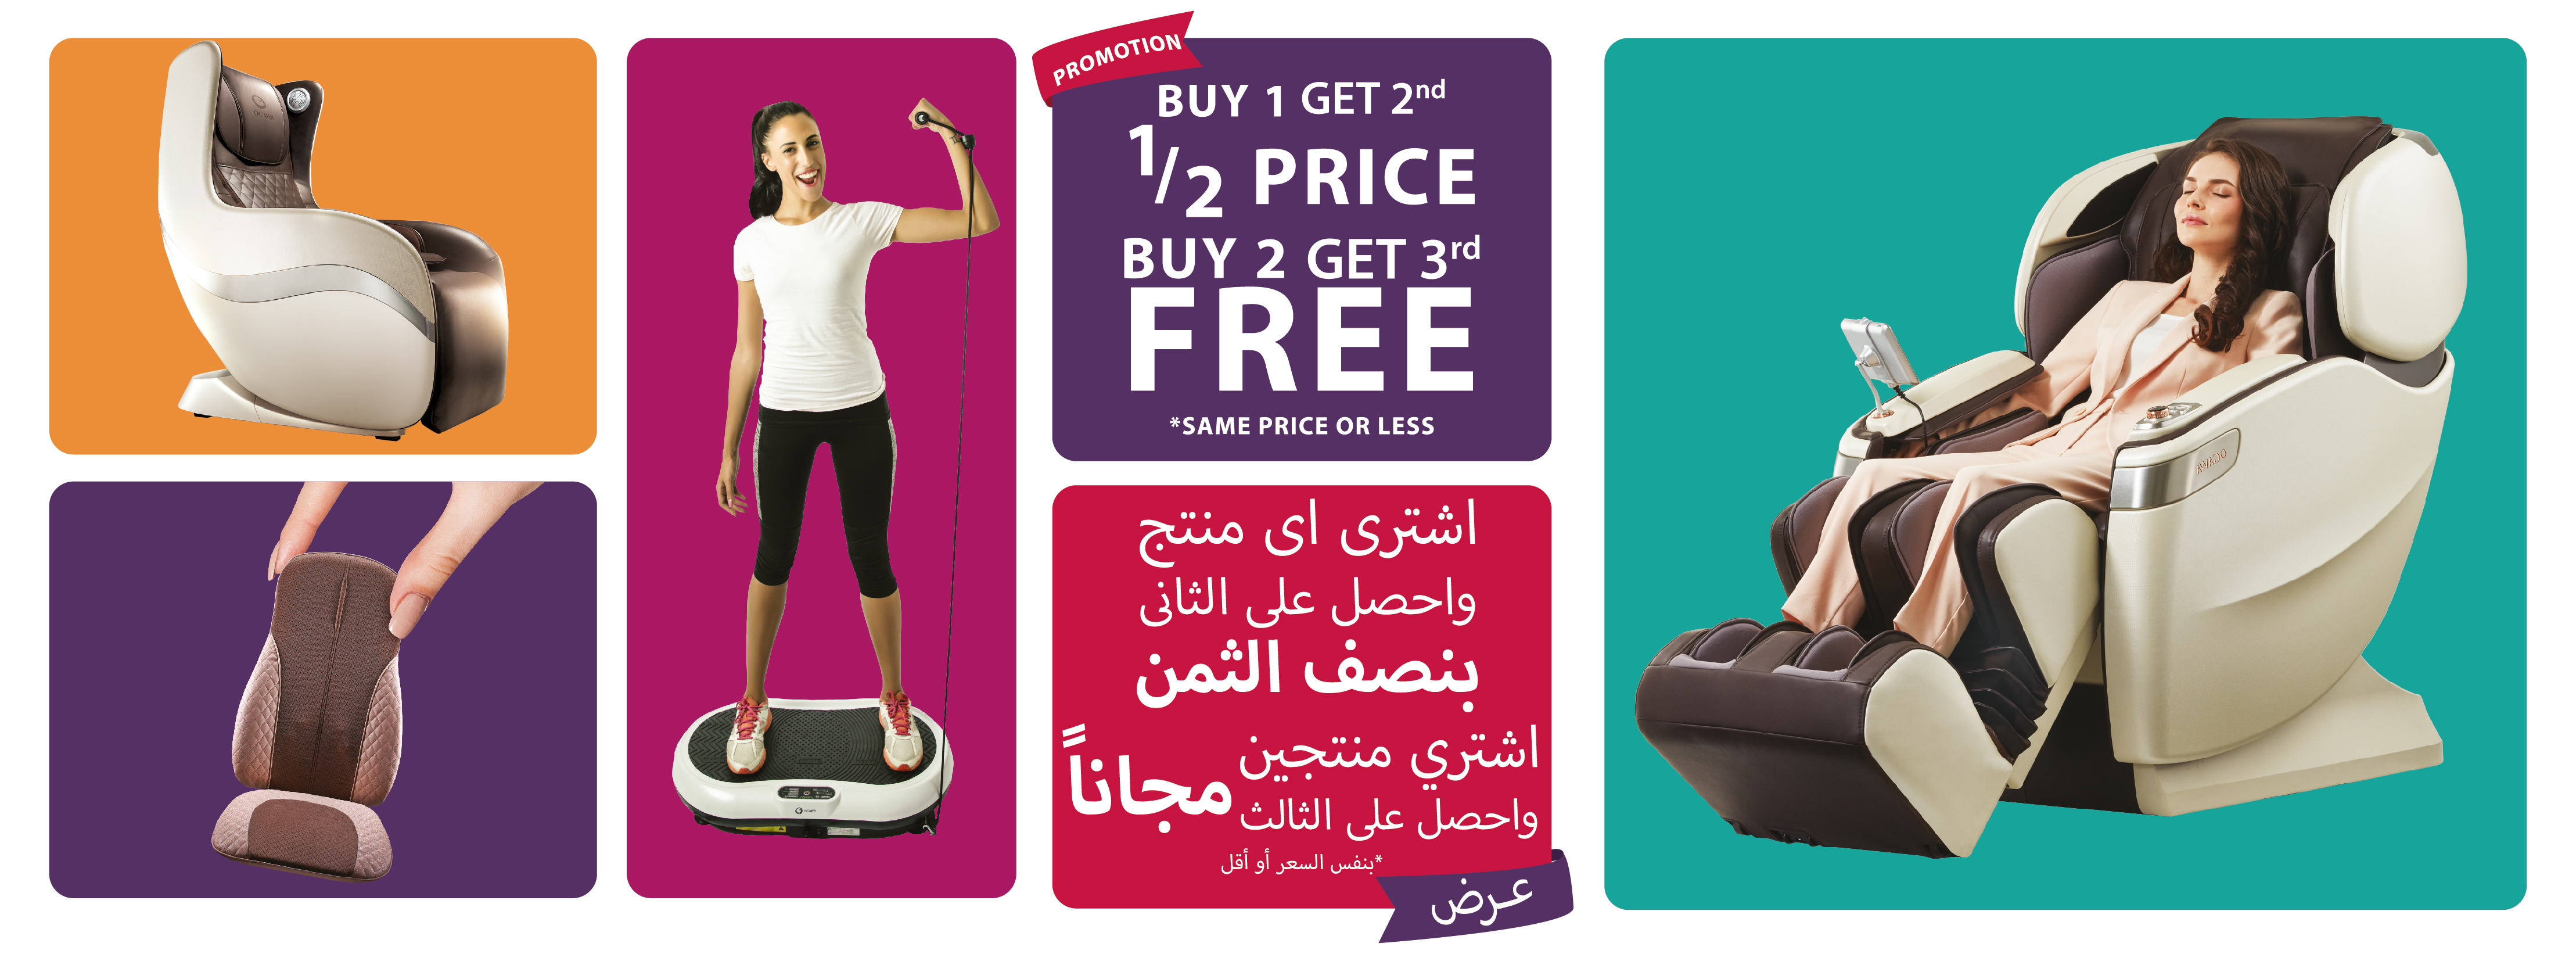 PROMOTION
BUY 1 GET 2nd
1/2 PRICE
BUY 2 GET 3rd
FREE
*SAME PRICE OR LESS
اشترى اى منتج
واحصل على الثانى
بنصف الثمن
اشتري منتجين
واحصل على الثالث
مجاناً
*بنفس السعر أو أقل
عرض